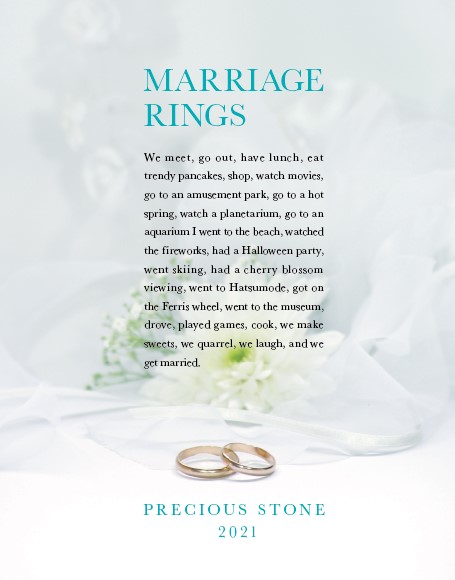 MARRIAGE
RINGS
We meet, go out, have lunch, eat
trendy pancakes, shop, watch movies,
go to an amusement park, go to a hot
spring, watch a planetarium, go to an
aquarium I went to the beach, watched
the fireworks, had a Halloween party,
went skiing, had a cherry blossom
viewing, went to Hatsumode, got on
the Ferris wheel, went to the museum,
drove, played games, cook, we make
sweets, we quarrel, we laugh, and we
get married.
PRECIOUS STONE
2021